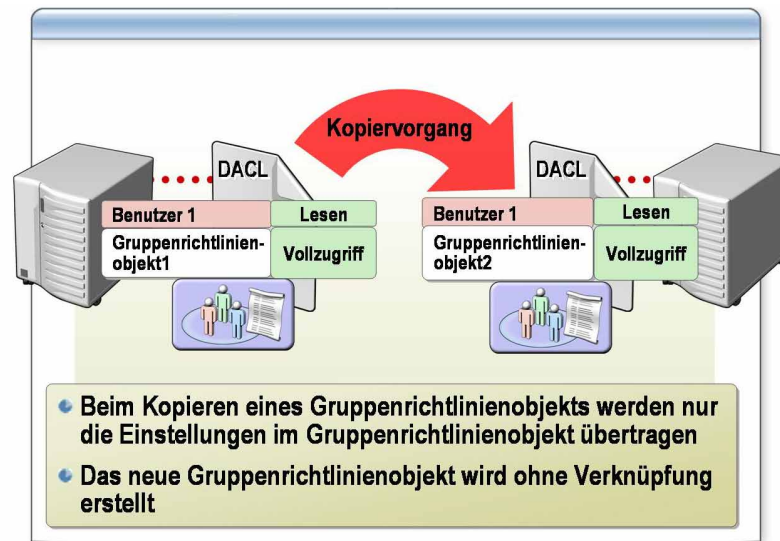 Kopiervorgang
DACL
Benutzer 1 Lesen
Gruppenrichtlinien-
objekt1 Vollzugriff
DACL
Benutzer 1 Lesen
Gruppenrichtlinien-
objekt2 Vollzugriff
Beim Kopieren eines Gruppenrichtlinienobjekts werden nur
die Einstellungen im Gruppenrichtlinienobjekt übertragen
Das neue Gruppenrichtlinienobjekt wird ohne Verknüpfung
erstellt